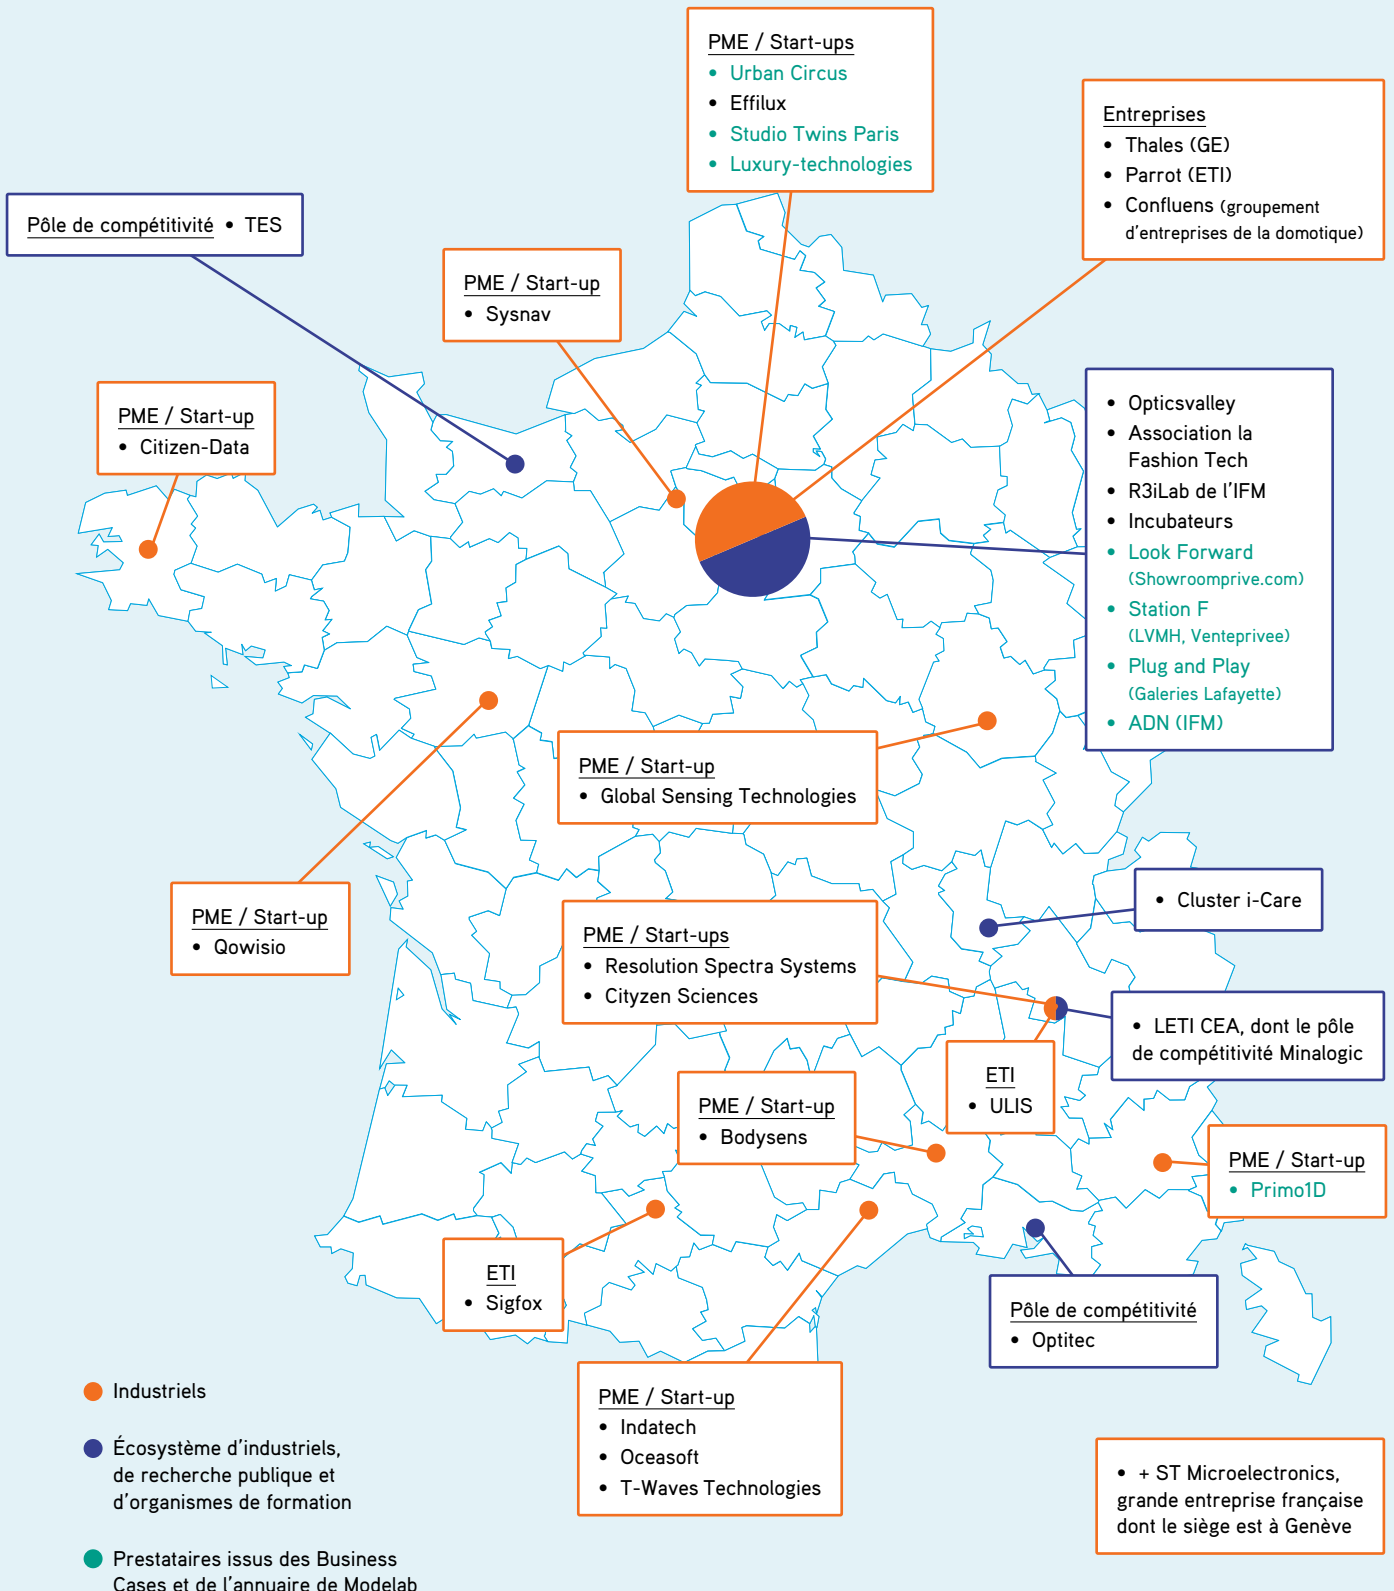 PME / Start-ups
• Urban Circus
• Effilux
• Studio Twins Paris
• Luxury-technologies
Entreprises
• Thales (GE)
• Parrot (ETI)
• Confluens (groupement
d'entreprises de la domotique)
Pôle de compétitivité • TES
PME / Start-up
• Sysnav
PME / Start-up
• Citizen-Data
• Opticsvalley
• Association la
Fashion Tech
• R3iLab de l'IFM
• Incubateurs
• Look Forward
(Showroomprive.com)
• Station F
(LVMH, Venteprivee)
• Plug and Play
(Galeries Lafayette)
• ADN (IFM)
PME / Start-up
• Global Sensing Technologies
PME / Start-up
• Qowisio
• Cluster i-Care
PME / Start-ups
• Resolution Spectra Systems
• Cityzen Sciences
• LETI CEA, dont le pôle
de compétitivité Minalogic
ETI
• ULIS
PME / Start-up
• Bodysens
PME / Start-up
• Primo1D
ETI
• Sigfox
Pôle de compétitivité
• Optitec
PME / Start-up
• Indatech
• Oceasoft
• T-Waves Technologies
• + ST Microelectronics,
grande entreprise française
dont le siège est à Genève
Industriels
Écosystème d'industriels,
de recherche publique et
d'organismes de formation
Prestataires issus des Business
Cases et de l'annuaire de Modelab